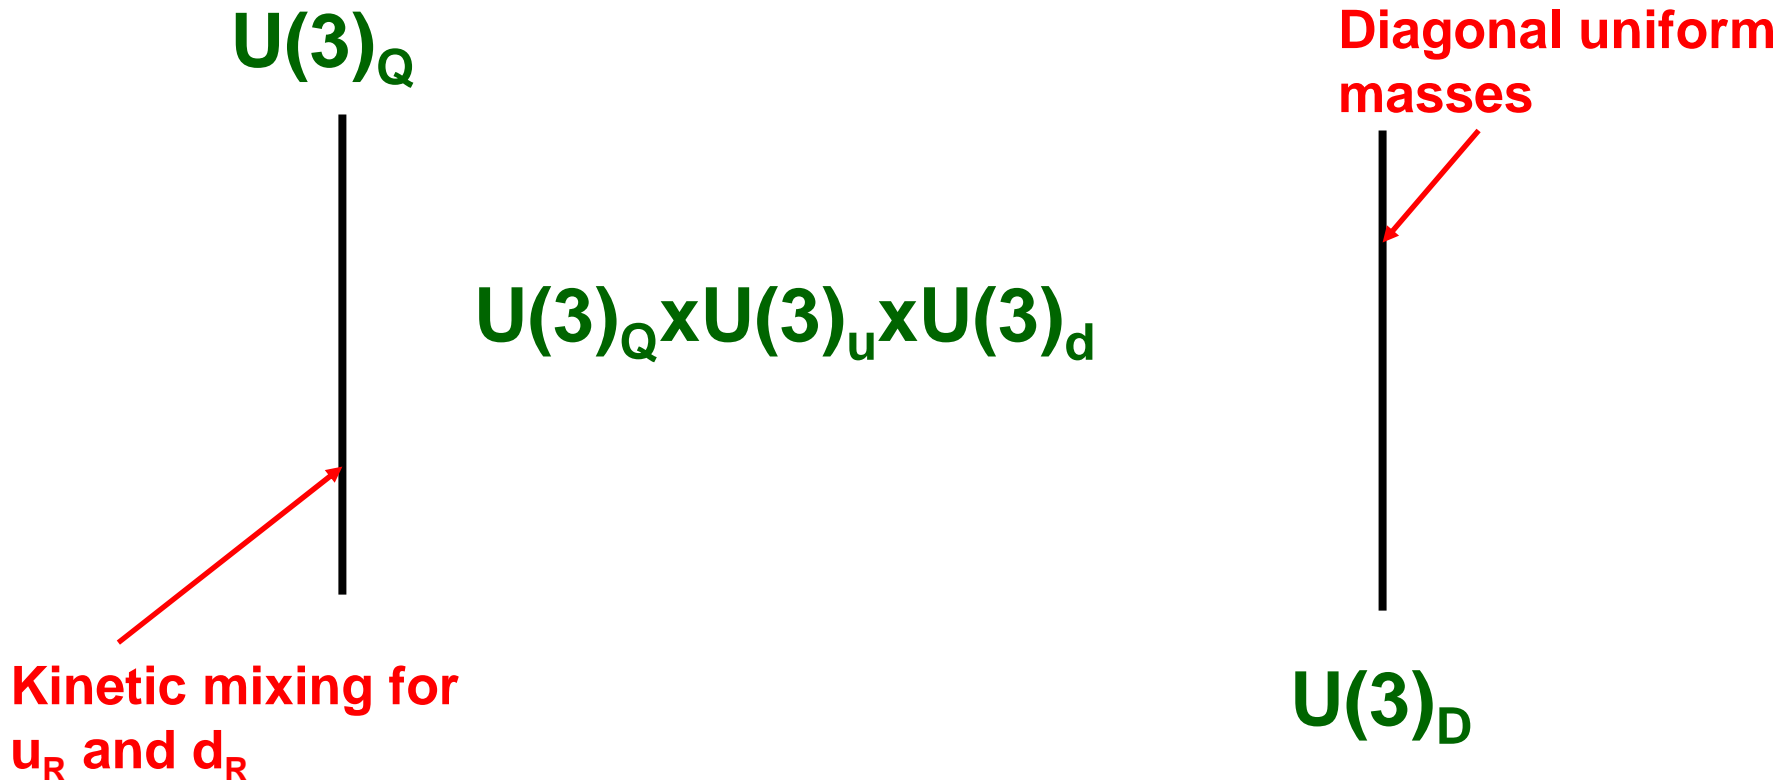 U(3)Q
Diagonal uniform
masses
U(3)QxU(3)uxU(3)d
Kinetic mixing for
uR and dR
U(3)D